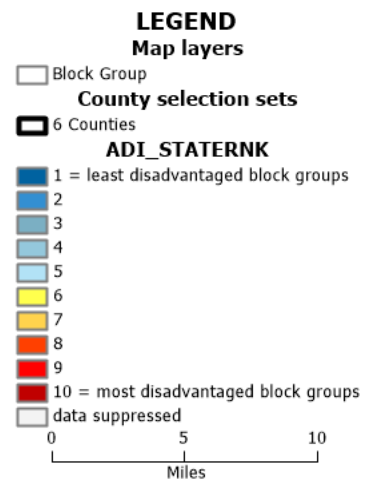 LEGEND
Map layers
Block Group
County selection sets
6 Counties
ADI_STATERNK
1 = least disadvantaged block groups
2
3
4
5
6
7
8
9
10 = most disadvantaged block groups
data suppressed
0 5 10
Miles